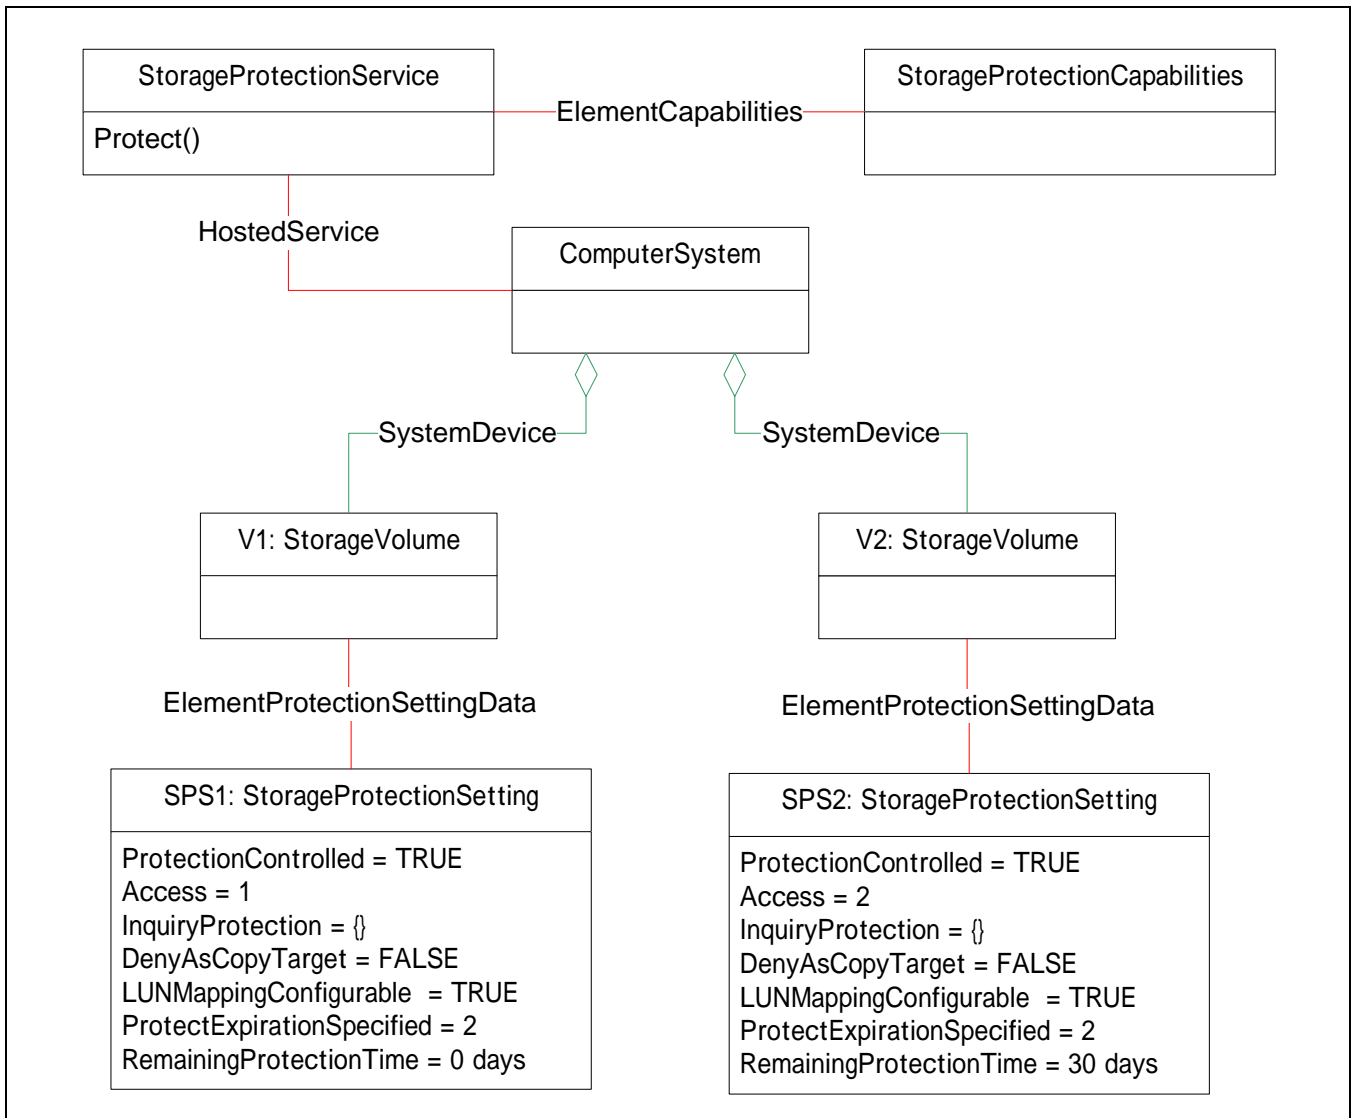 StorageProtectionService
StorageProtectionCapabilities
ElementCapabilities
Protect()
HostedService
ComputerSystem
SystemDevice
SystemDevice
V1: StorageVolume
V2: StorageVolume
ElementProtectionSettingData
ElementProtectionSettingData
SPS1: StorageProtectionSetting
ProtectionControlled = TRUE
Access = 1
InquiryProtection = {}
DenyAsCopyTarget = FALSE
LUNMappingConfigurable  = TRUE
ProtectExpirationSpecified = 2
RemainingProtectionTime = 0 days
SPS2: StorageProtectionSetting
ProtectionControlled = TRUE
Access = 2
InquiryProtection = {}
DenyAsCopyTarget = FALSE
LUNMappingConfigurable  = TRUE
ProtectExpirationSpecified = 2
RemainingProtectionTime = 30 days